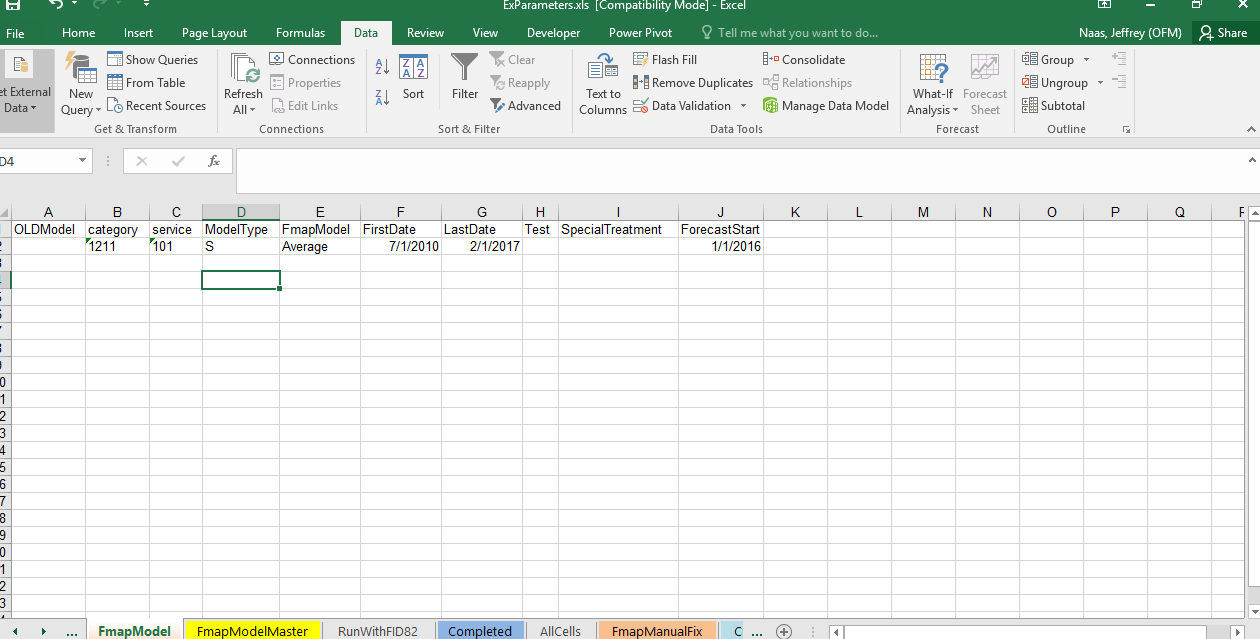 ExParameters.xls [Compatibility Mode] - Excel
File Home Insert Page Layout Formulas Data Review View Developer Power Pivot Tell me what you want to do... Naas, Jeffrey (OFM) Share
Show Queries Connections Clear Flash Fill Consolidate Group
External New From Table Refresh Properties Sort Filter Reapply Text to Remove Duplicates Relationships What-If Forecast Ungroup
Data Query Recent Sources All Edit Links Advanced Columns Data Validation Manage Data Model Analysis Sheet Subtotal
Get & Transform Connections Sort & Filter Data Tools Forecast Outline
D4 fx
A B C D E F G H I J K L M N O P Q
OLDModel category service ModelType FmapModel FirstDate LastDate Test SpecialTreatment ForecastStart
1211 101 S Average 7/1/2010 2/1/2017 1/1/2016
... FmapModel FmapModelMaster RunWithFID82 Completed AllCells FmapManualFix C ...